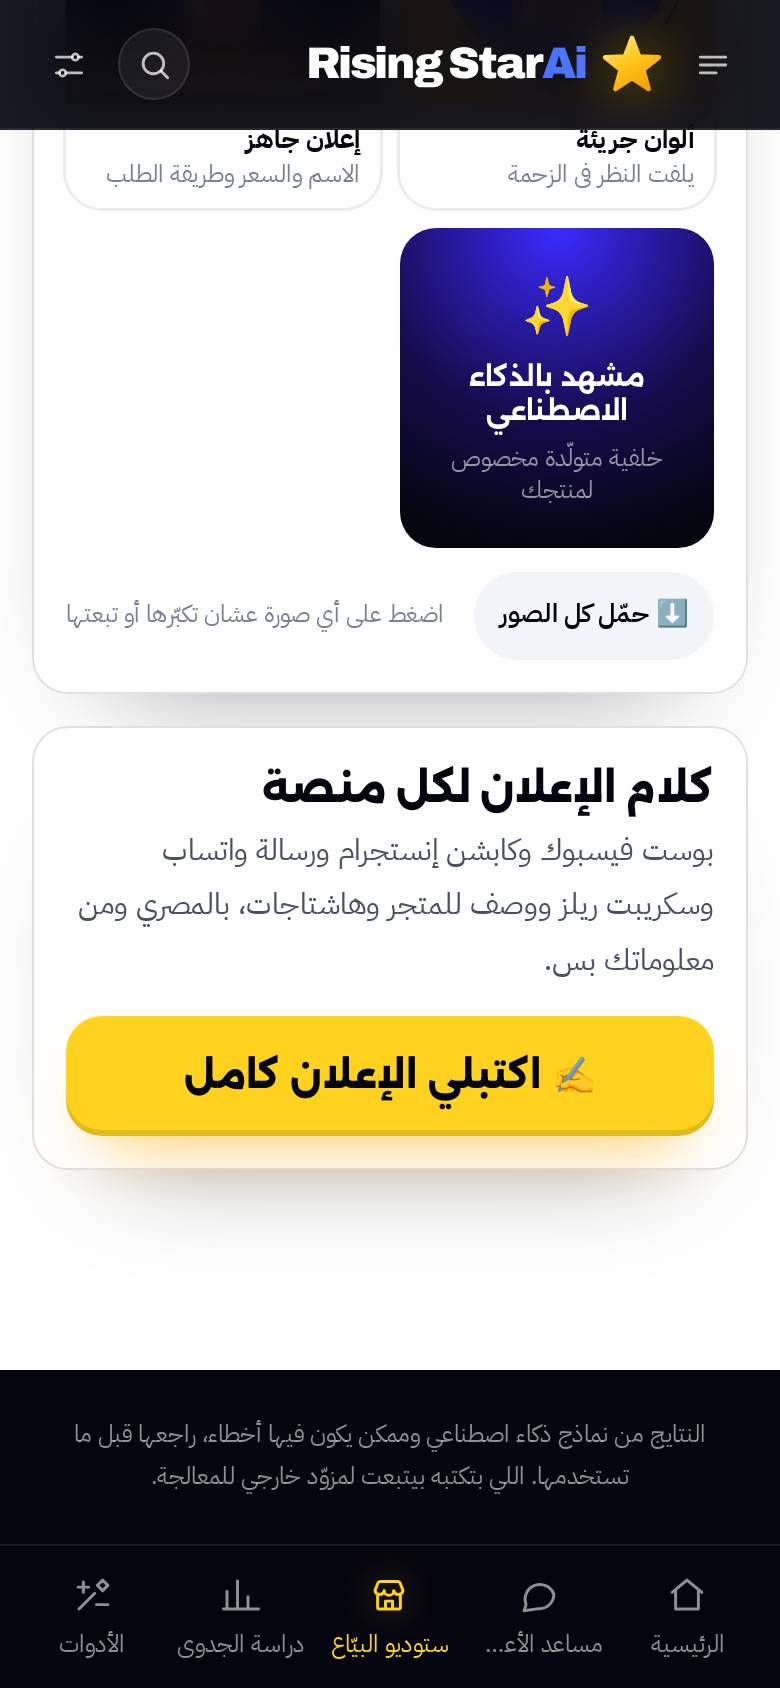 Rising StarAi
ألوان جريئة
يلفت النظر في الزحمة
إعلان جاهز
الاسم والسعر وطريقة الطلب
مشهد بالذكاء
الاصطناعي
خلفية متولّدة مخصوص
لمنتجك
⬇️ حمّل كل الصور
اضغط على أي صورة عشان تكبّرها أو تبعتها
كلام الإعلان لكل منصة
بوست فيسبوك وكابشن إنستجرام ورسالة واتساب
وسكريبت ريلز ووصف للمتجر وهاشتاجات، بالمصري ومن
معلوماتك بس.
✍️ اكتبلي الإعلان كامل
النتايج من نماذج ذكاء اصطناعي وممكن يكون فيها أخطاء، راجعها قبل ما
تستخدمها. اللي بتكتبه بيتبعت لمزوّد خارجي للمعالجة.
الرئيسية
مساعد الأع...
ستوديو البيّاع
دراسة الجدوى
الأدوات